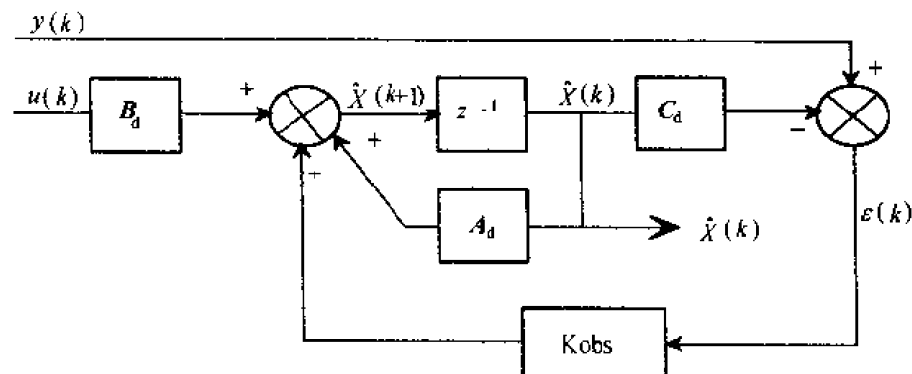 y(k)
+
u(k)
B_d
+
X̂(k+1)
z⁻¹
X̂(k)
C_d
−
+
+
A_d
X̂(k)
ε(k)
Kobs